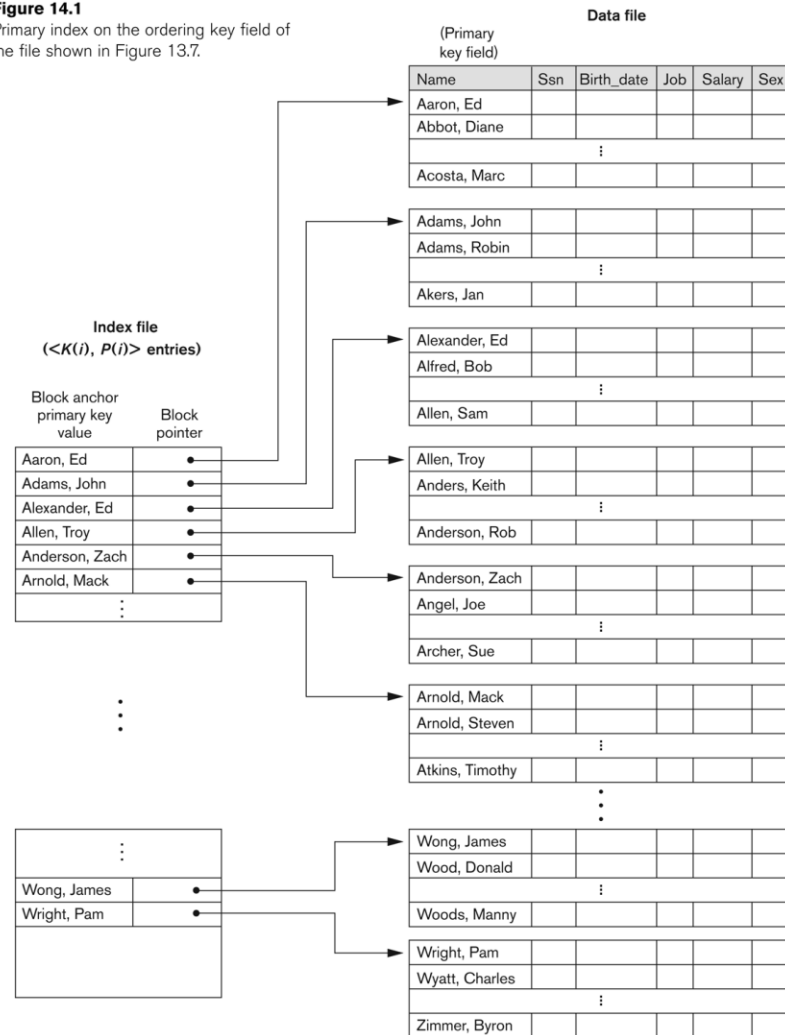 Figure 14.1
Primary index on the ordering key field of
the file shown in Figure 13.7.
Data file
(Primary
key field)
Name Ssn Birth_date Job Salary Sex
Aaron, Ed
Abbot, Diane
Acosta, Marc
Adams, John
Adams, Robin
Akers, Jan
Alexander, Ed
Alfred, Bob
Allen, Sam
Allen, Troy
Anders, Keith
Anderson, Rob
Anderson, Zach
Angel, Joe
Archer, Sue
Arnold, Mack
Arnold, Steven
Atkins, Timothy
Wong, James
Wood, Donald
Woods, Manny
Wright, Pam
Wyatt, Charles
Zimmer, Byron
Index file
(<K(i), P(i)> entries)
Block anchor
primary key
value
Block
pointer
Aaron, Ed
Adams, John
Alexander, Ed
Allen, Troy
Anderson, Zach
Arnold, Mack
Wong, James
Wright, Pam